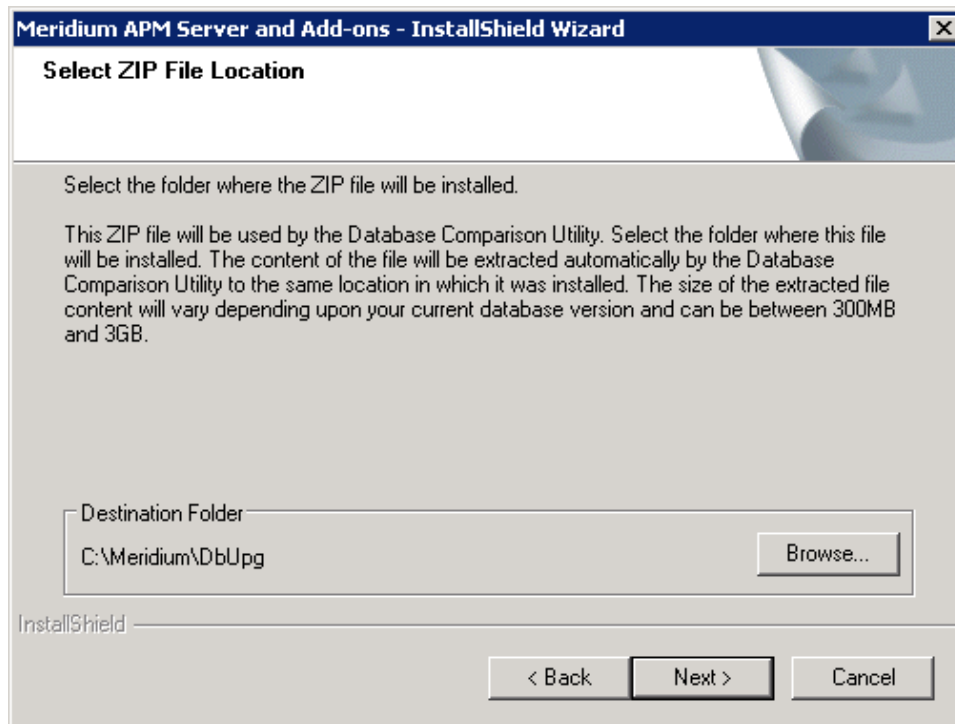 Meridium APM Server and Add-ons - InstallShield Wizard
Select ZIP File Location
Select the folder where the ZIP file will be installed.
This ZIP file will be used by the Database Comparison Utility. Select the folder where this file
will be installed. The content of the file will be extracted automatically by the Database
Comparison Utility to the same location in which it was installed. The size of the extracted file
content will vary depending upon your current database version and can be between 300MB
and 3GB.
Destination Folder
C:\Meridium\DbUpg
Browse...
InstallShield
< Back
Next >
Cancel